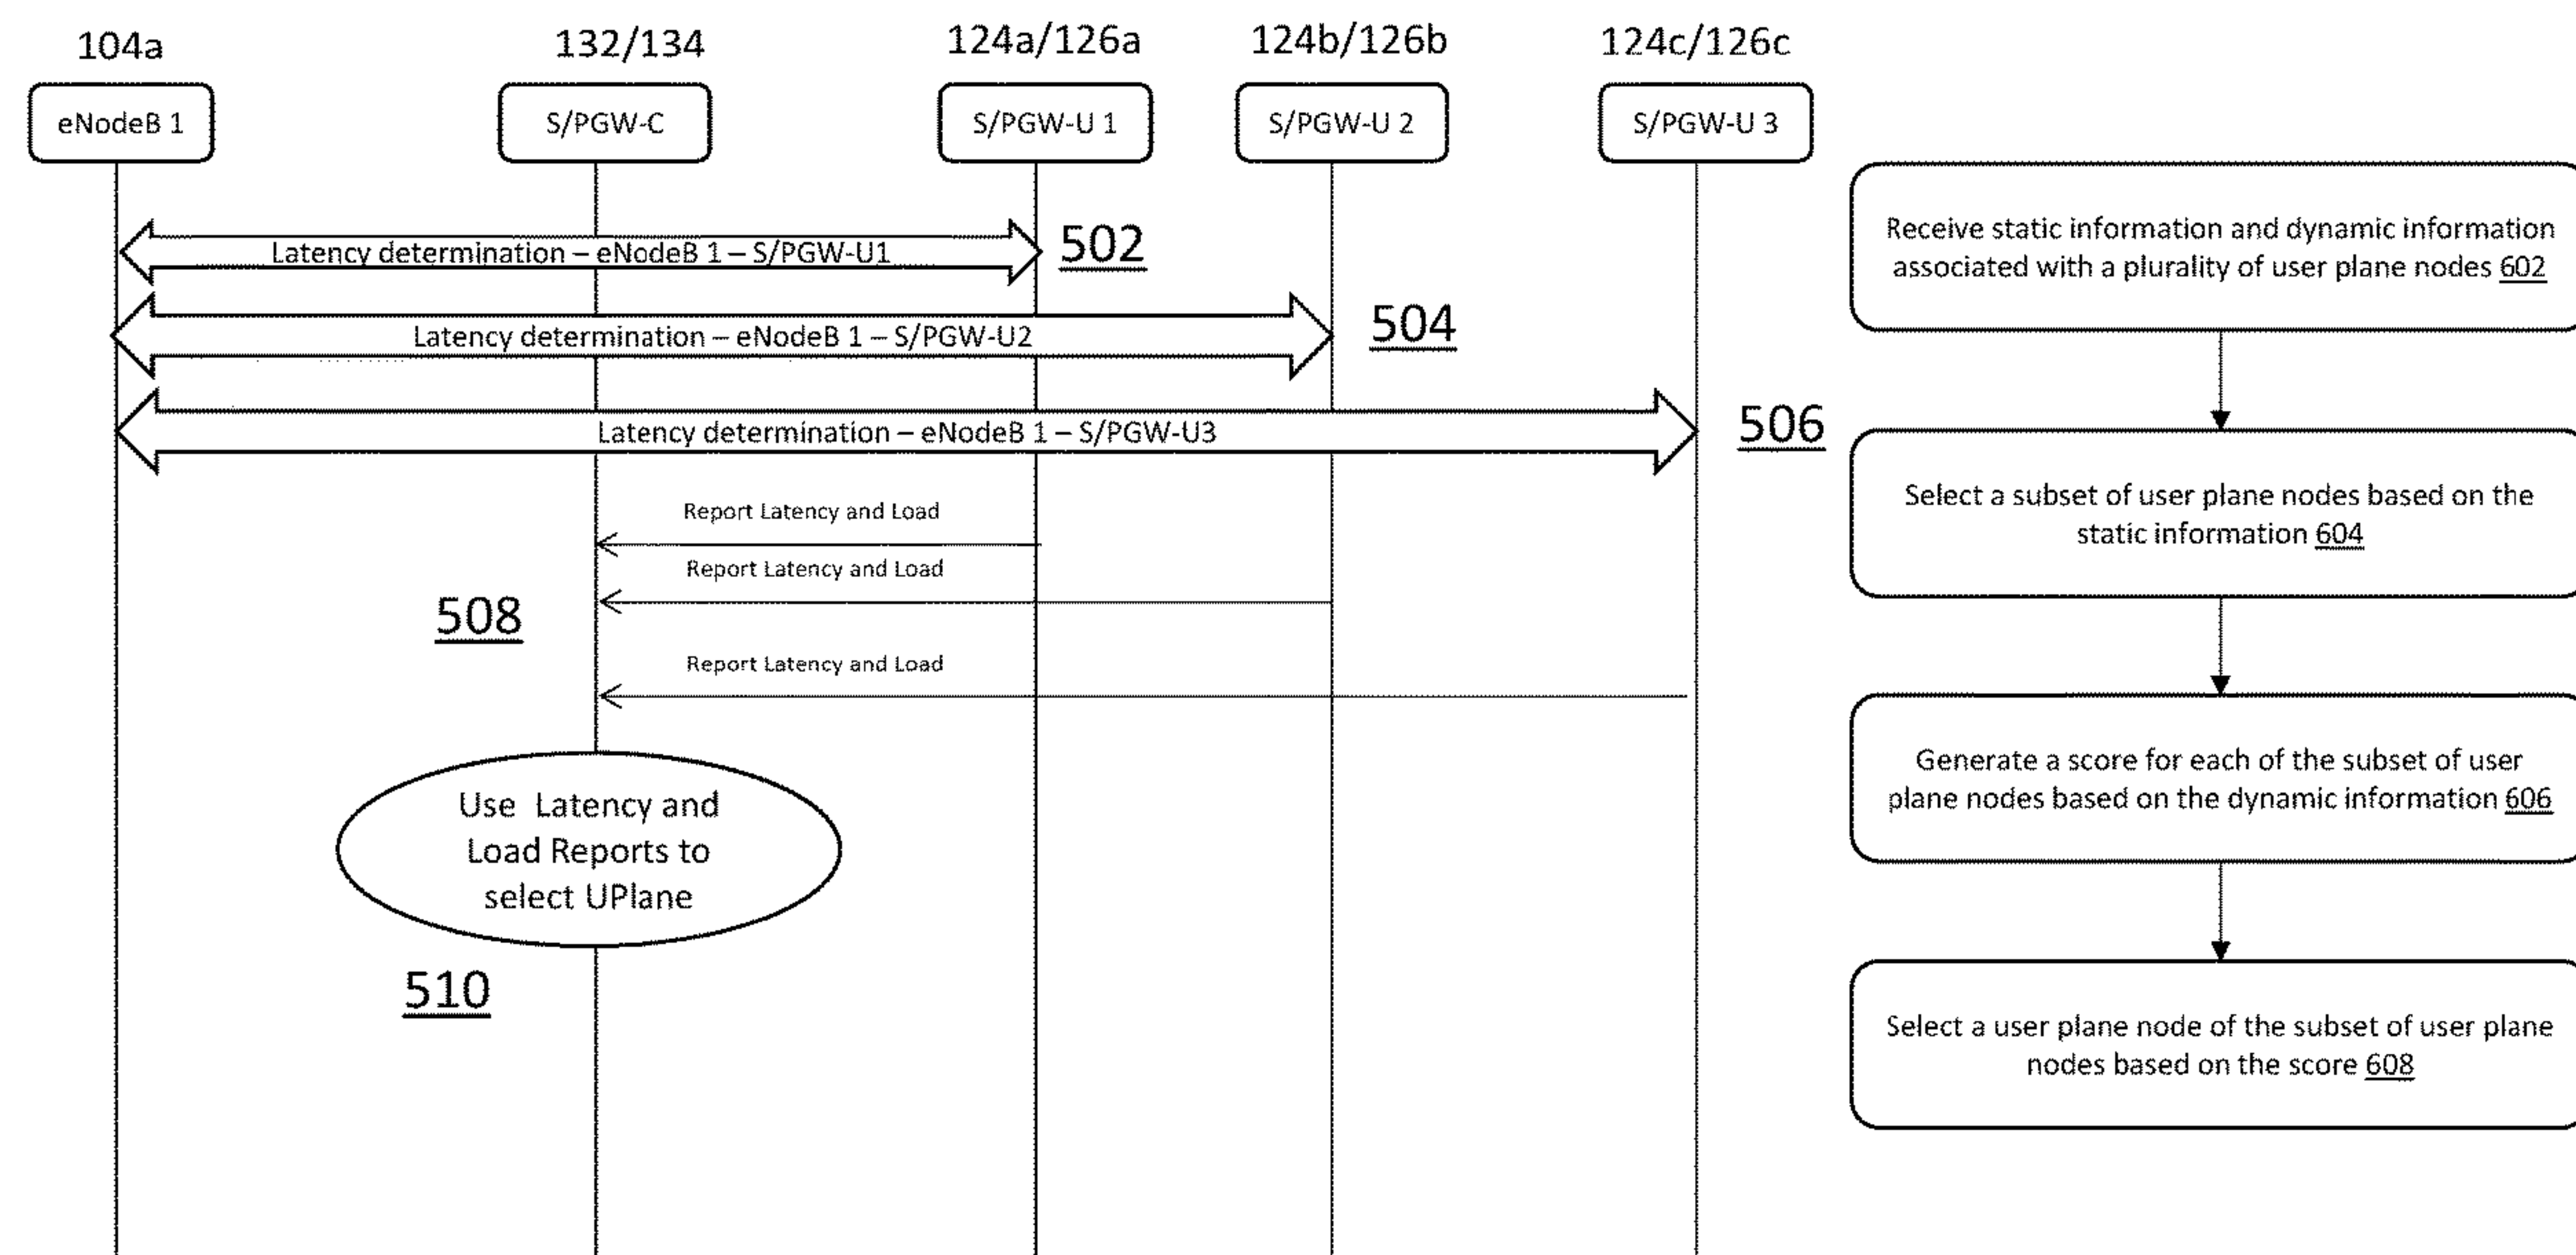 104a
132/134
124a/126a
124b/126b
124c/126c
eNodeB 1
S/PGW-C
S/PGW-U 1
S/PGW-U 2
S/PGW-U 3
Latency determination – eNodeB 1 – S/PGW-U1
502
Latency determination – eNodeB 1 – S/PGW-U2
504
Latency determination – eNodeB 1 – S/PGW-U3
506
Report Latency and Load
Report Latency and Load
508
Report Latency and Load
Use Latency and
Load Reports to
select UPlane
510
Receive static information and dynamic information
associated with a plurality of user plane nodes 602
Select a subset of user plane nodes based on the
static information 604
Generate a score for each of the subset of user
plane nodes based on the dynamic information 606
Select a user plane node of the subset of user plane
nodes based on the score 608